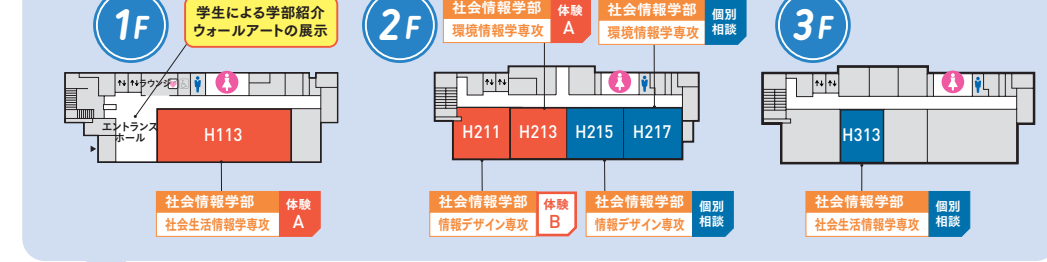 1F
学生による学部紹介
ウォールアートの展示
ラウンジ
エントランス
ホール
H113
社会情報学部
社会生活情報学専攻
体験
A
2F
社会情報学部
環境情報学専攻
体験
A
社会情報学部
環境情報学専攻
個別
相談
H211
H213
H215
H217
社会情報学部
情報デザイン専攻
体験
B
社会情報学部
情報デザイン専攻
個別
相談
3F
H313
社会情報学部
社会生活情報学専攻
個別
相談